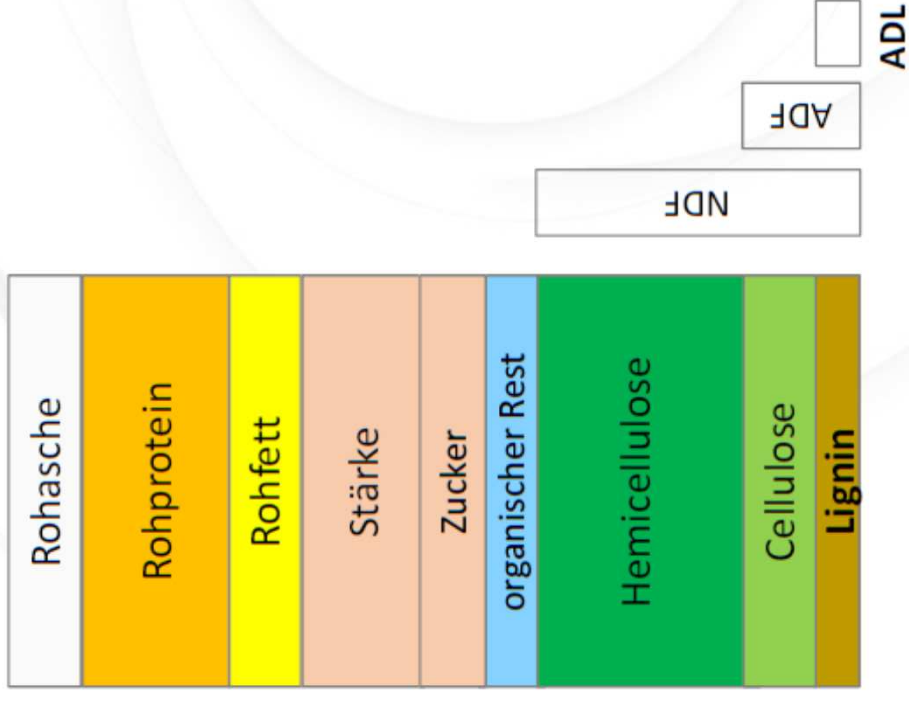 Rohasche
Rohprotein
Rohfett
Stärke
Zucker
organischer Rest
Hemicellulose
Cellulose
Lignin
NDF
ADF
ADL